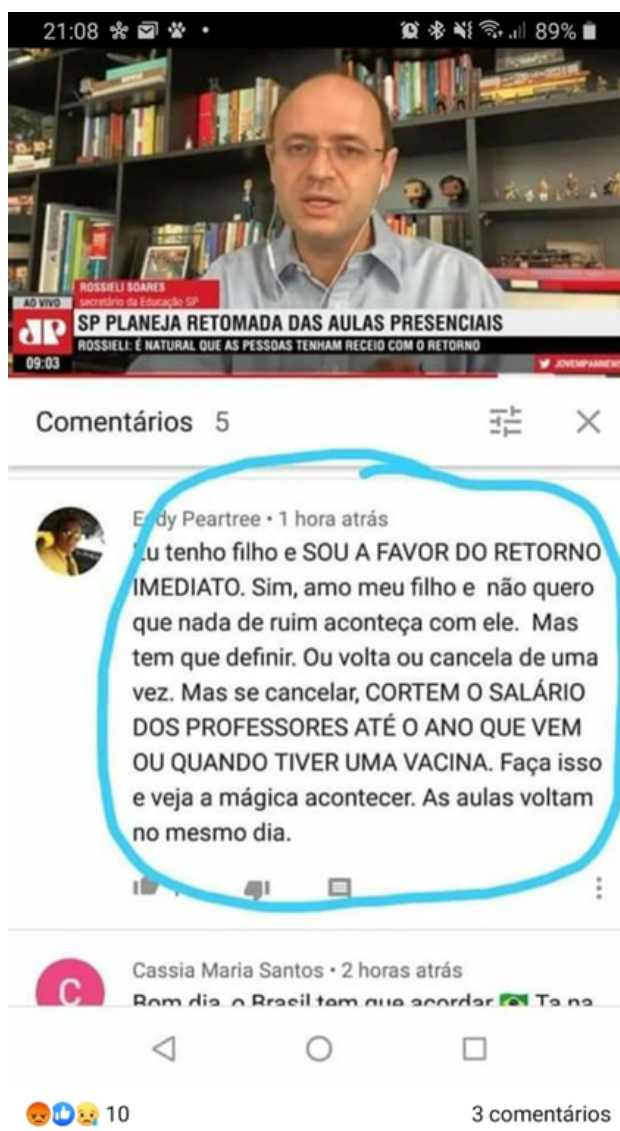 21:08
89%
ROSSIELI SOARES
secretário da Educação SP
AO VIVO
JP
SP PLANEJA RETOMADA DAS AULAS PRESENCIAIS
ROSSIELI: É NATURAL QUE AS PESSOAS TENHAM RECEIO COM O RETORNO
09:03
JOVEMPANNEWS
Comentários 5
Eddy Peartree • 1 hora atrás
Eu tenho filho e SOU A FAVOR DO RETORNO
IMEDIATO. Sim, amo meu filho e não quero
que nada de ruim aconteça com ele. Mas
tem que definir. Ou volta ou cancela de uma
vez. Mas se cancelar, CORTEM O SALÁRIO
DOS PROFESSORES ATÉ O ANO QUE VEM
OU QUANDO TIVER UMA VACINA. Faça isso
e veja a mágica acontecer. As aulas voltam
no mesmo dia.
C
Cassia Maria Santos • 2 horas atrás
Bom dia, o Brasil tem que acordar Ta na
10
3 comentários